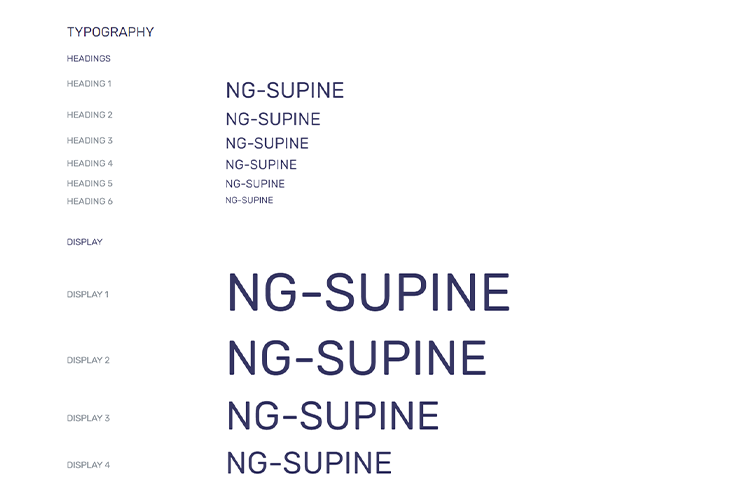 TYPOGRAPHY
HEADINGS
HEADING 1 NG-SUPINE
HEADING 2 NG-SUPINE
HEADING 3 NG-SUPINE
HEADING 4 NG-SUPINE
HEADING 5 NG-SUPINE
HEADING 6 NG-SUPINE
DISPLAY
DISPLAY 1 NG-SUPINE
DISPLAY 2 NG-SUPINE
DISPLAY 3 NG-SUPINE
DISPLAY 4 NG-SUPINE